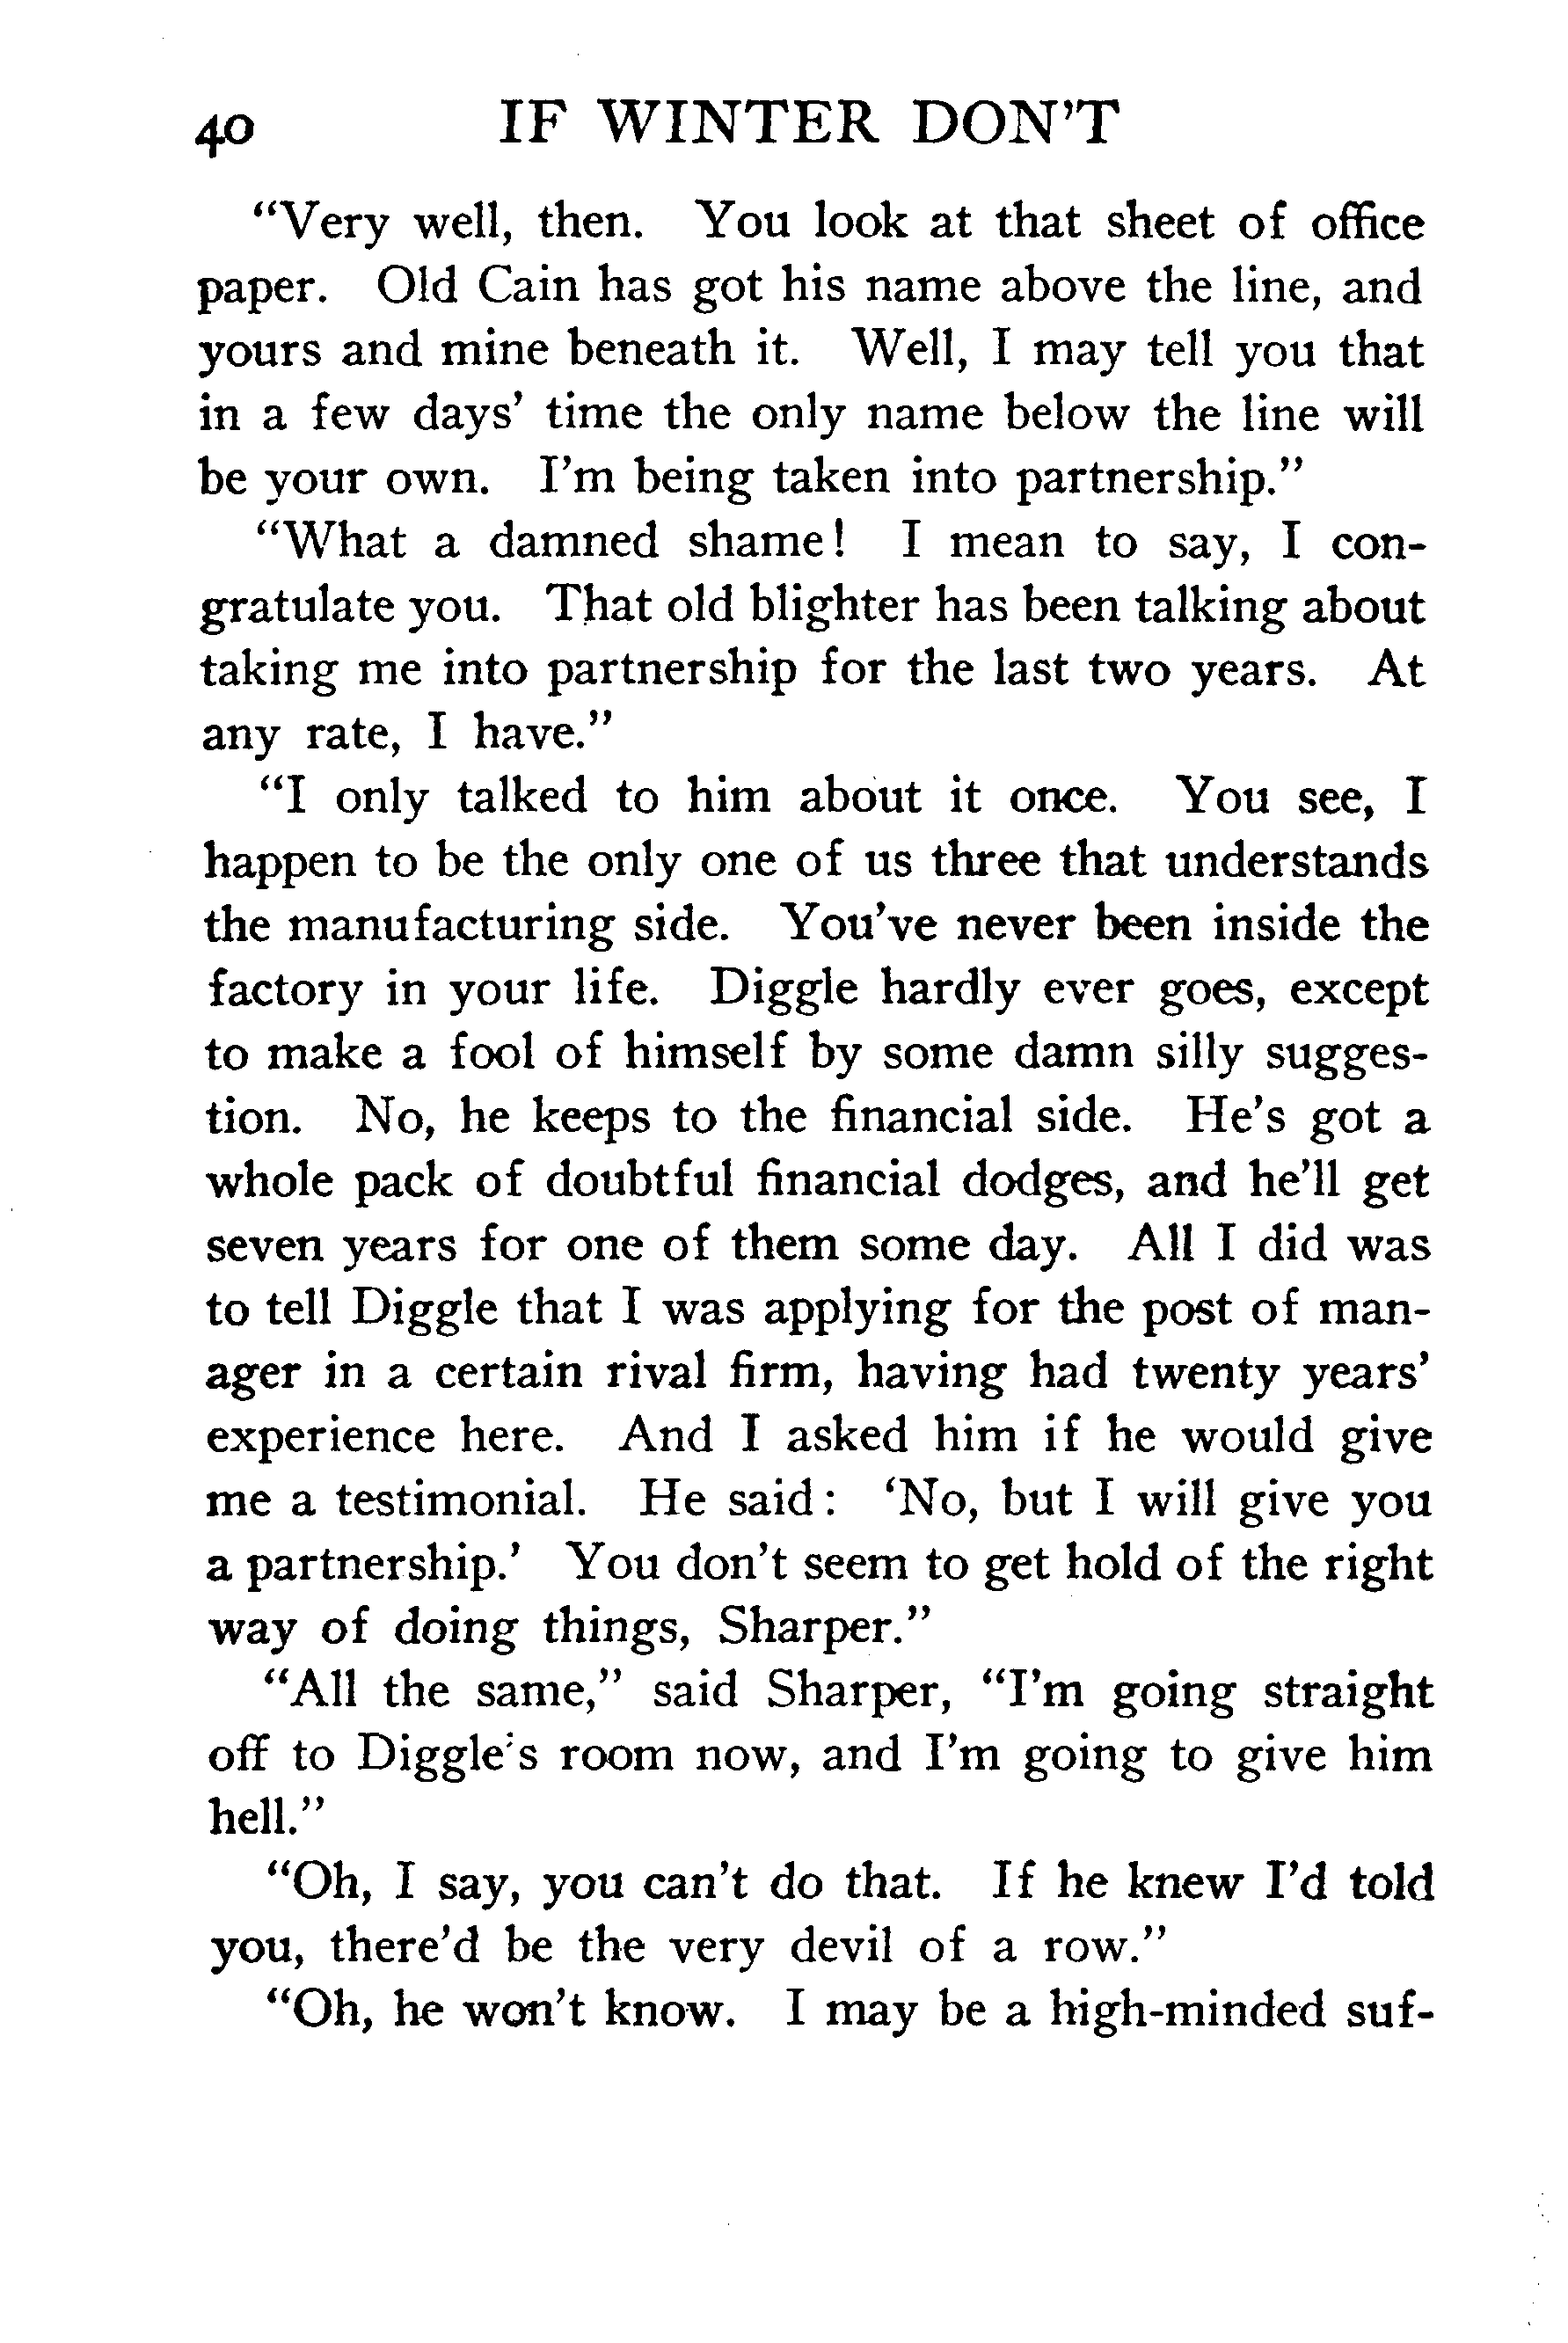 40 IF WINTER DON'T
"Very well, then. You look at that sheet of office
paper. Old Cain has got his name above the line, and
yours and mine beneath it. Well, I may tell you that
in a few days' time the only name below the line will
be your own. I'm being taken into partnership."
"What a damned shame! I mean to say, I con-
gratulate you. That old blighter has been talking about
taking me into partnership for the last two years. At
any rate, I have."
"I only talked to him about it once. You see, I
happen to be the only one of us three that understands
the manufacturing side. You've never been inside the
factory in your life. Diggle hardly ever goes, except
to make a fool of himself by some damn silly sugges-
tion. No, he keeps to the financial side. He's got a
whole pack of doubtful financial dodges, and he'll get
seven years for one of them some day. All I did was
to tell Diggle that I was applying for the post of man-
ager in a certain rival firm, having had twenty years'
experience here. And I asked him if he would give
me a testimonial. He said: 'No, but I will give you
a partnership.' You don't seem to get hold of the right
way of doing things, Sharper."
"All the same," said Sharper, "I'm going straight
off to Diggle's room now, and I'm going to give him
hell."
"Oh, I say, you can't do that. If he knew I'd told
you, there'd be the very devil of a row."
"Oh, he won't know. I may be a high-minded suf-